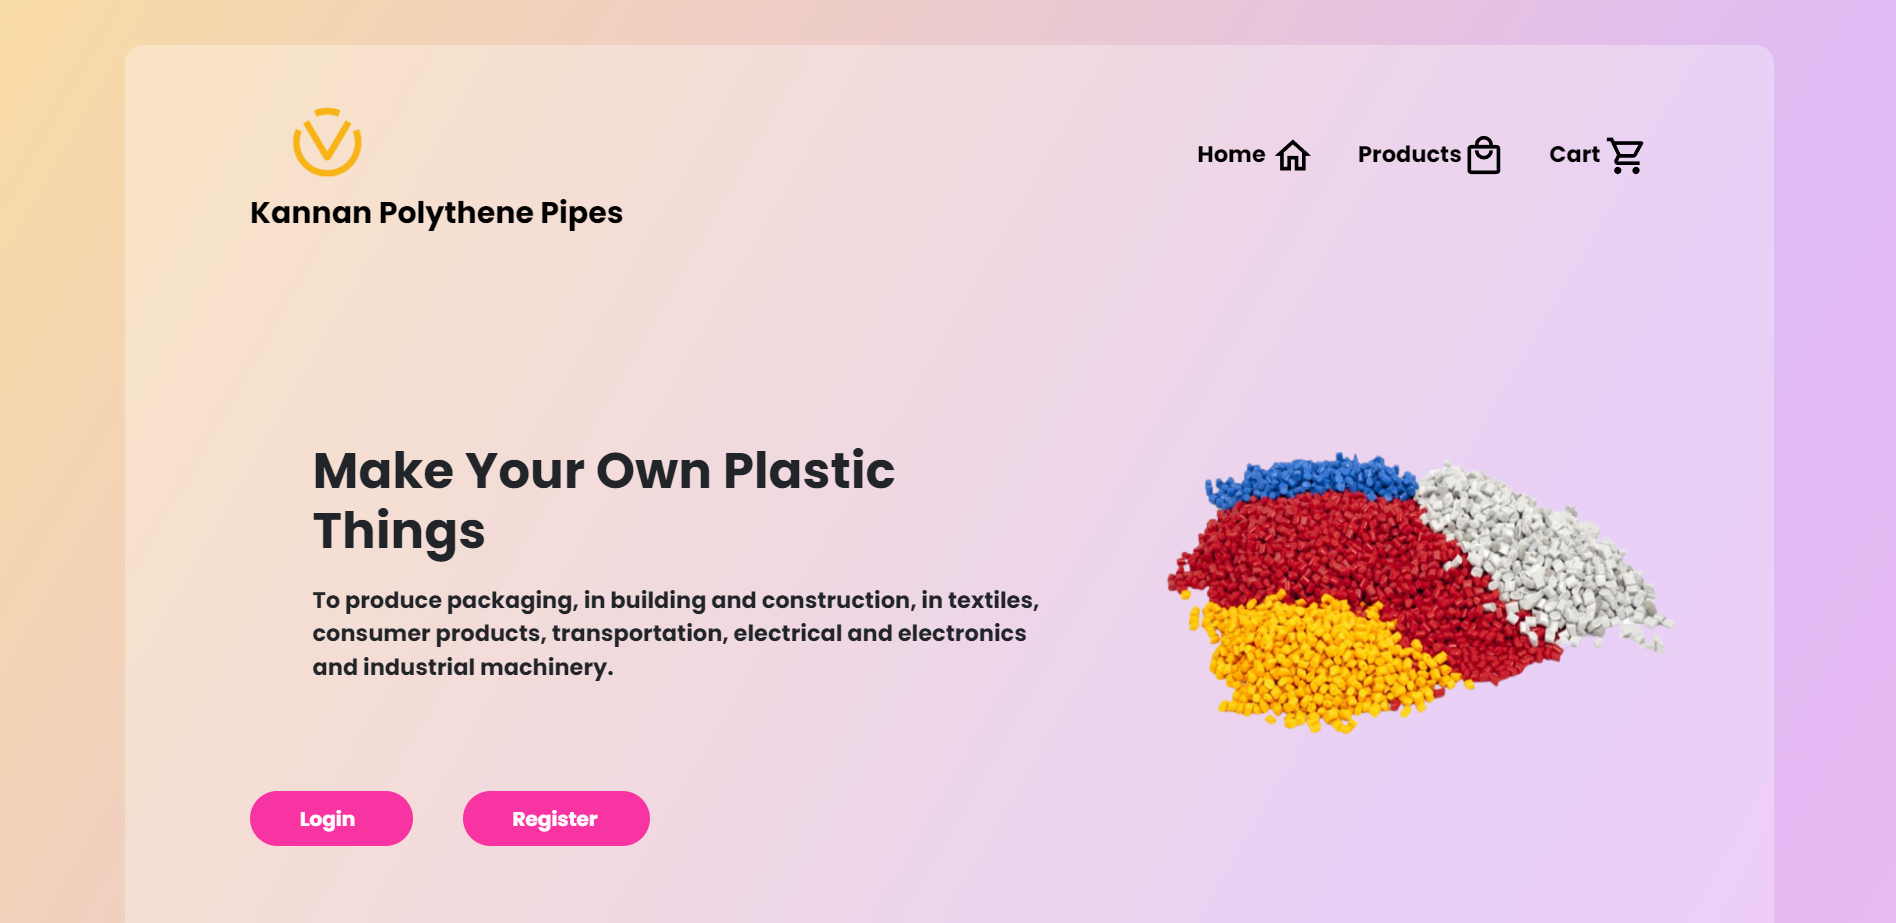 Home
Products
Cart
Kannan Polythene Pipes
Make Your Own Plastic
Things
To produce packaging, in building and construction, in textiles,
consumer products, transportation, electrical and electronics
and industrial machinery.
Login
Register